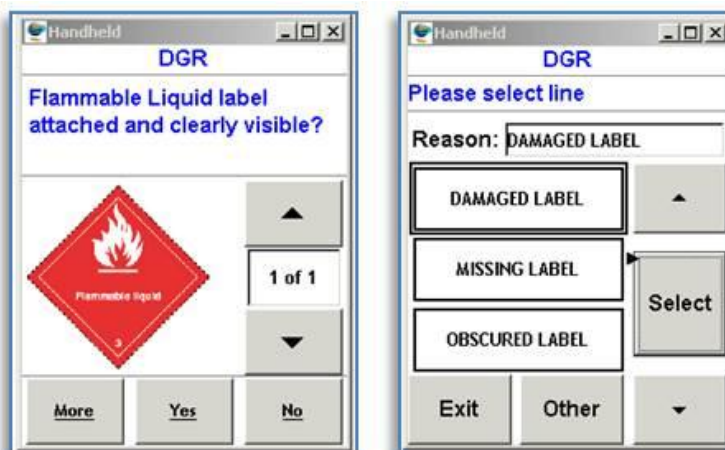 Handheld
DGR
Flammable Liquid label
attached and clearly visible?
Flammable liquid
3
1 of 1
More
Yes
No
Handheld
DGR
Please select line
Reason: DAMAGED LABEL
DAMAGED LABEL
MISSING LABEL
Select
OBSCURED LABEL
Exit
Other